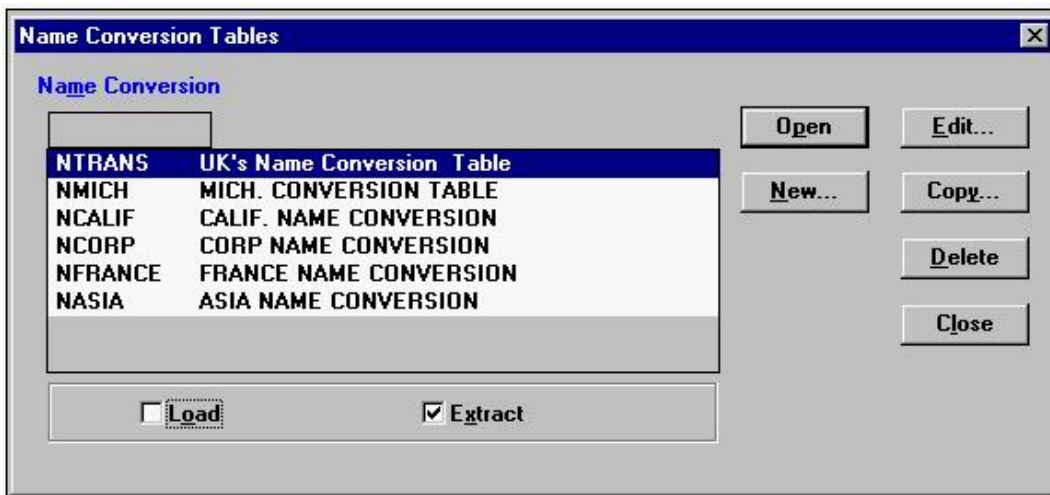 Name Conversion Tables
Name Conversion
NTRANS UK's Name Conversion Table
NMICH MICH. CONVERSION TABLE
NCALIF CALIF. NAME CONVERSION
NCORP CORP NAME CONVERSION
NFRANCE FRANCE NAME CONVERSION
NASIA ASIA NAME CONVERSION
Load Extract
Open Edit...
New... Copy...
Delete
Close